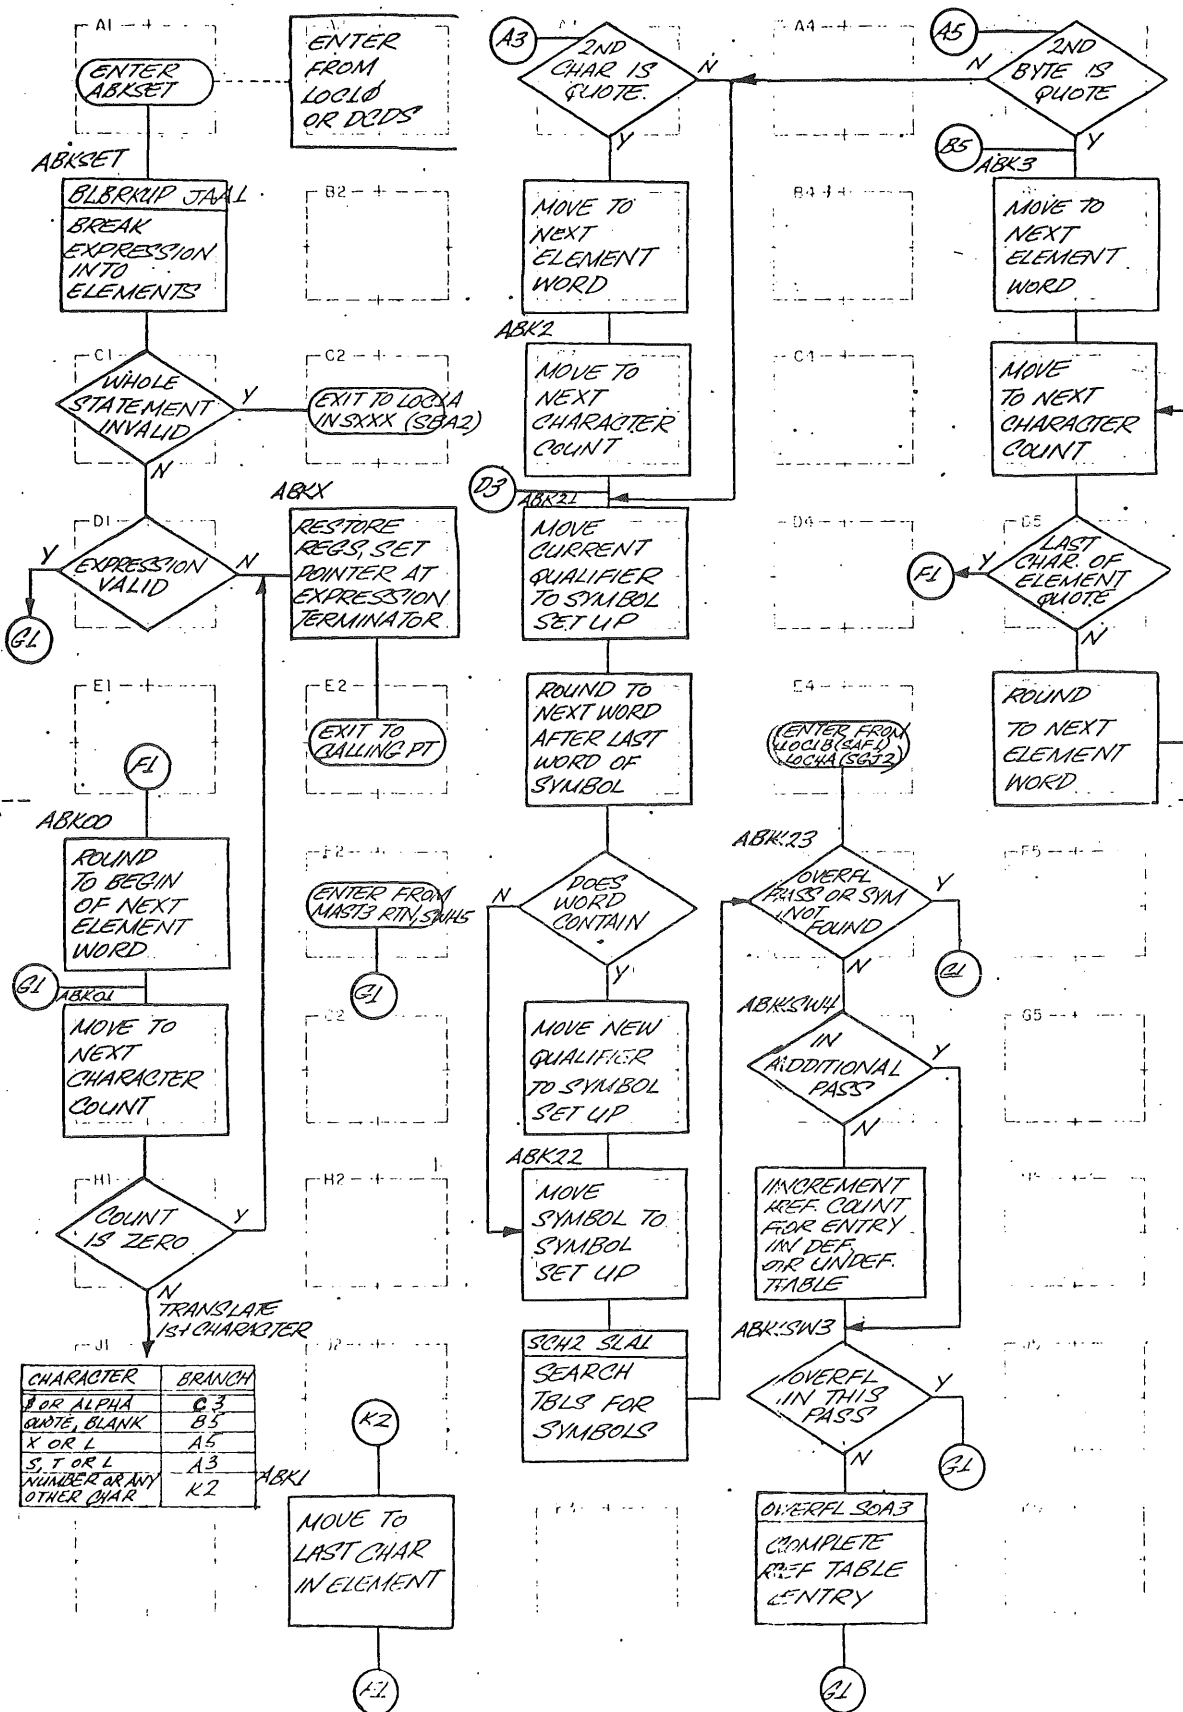 A1
ENTER
ABKSET
ENTER
FROM
LOC1Ø
OR DCDS
ABKSET
BLBRKUP JAA1
BREAK
EXPRESSION
INTO
ELEMENTS
B2
C1
WHOLE
STATEMENT
INVALID
Y
N
C2
EXIT TO LOC1A
INSXXX (SBA2)
D1
EXPRESSION
VALID
Y
N
G1
ABKX
RESTORE
REGS, SET
POINTER AT
EXPRESSION
TERMINATOR
E1
E2
EXIT TO
CALLING PT
F1
ABK00
ROUND
TO BEGIN
OF NEXT
ELEMENT
WORD
F2
ENTER FROM
MAST3 RTN,
G1
G1
ABK01
MOVE TO
NEXT
CHARACTER
COUNT
G2
H1
COUNT
IS ZERO
Y
N
H2
TRANSLATE
1st CHARACTER
J1
CHARACTER BRANCH
$ OR ALPHA C3
QUOTE, BLANK B5
X OR L A5
S, T OR L A3
NUMBER OR ANY
OTHER CHAR K2
J2
K2
ABK1
MOVE TO
LAST CHAR
IN ELEMENT
F1
A3
2ND
CHAR IS
QUOTE.
N
Y
MOVE TO
NEXT
ELEMENT
WORD
ABK2
MOVE TO
NEXT
CHARACTER
COUNT
D3
ABK21
MOVE
CURRENT
QUALIFIER
TO SYMBOL
SET UP
ROUND TO
NEXT WORD
AFTER LAST
WORD OF
SYMBOL
DOES
WORD
CONTAIN
N
Y
MOVE NEW
QUALIFIER
TO SYMBOL
SET UP
ABK22
MOVE
SYMBOL TO
SYMBOL
SET UP
SCH2 SLA1
SEARCH
TBLS FOR
SYMBOLS
A4
B4
C4
D4
E4
ENTER FROM
LOC1B(SAF1)
LOCHA(SGJ2)
ABK23
OVERFL
PASS OR SYM
NOT
FOUND
Y
N
G1
ABKSW4
IN
ADDITIONAL
PASS
Y
N
INCREMENT
REF. COUNT
FOR ENTRY
IN DEF.
OR UNDEF.
TABLE
ABKSW3
OVERFL
IN THIS
PASS
Y
N
G1
OVERFL SOA3
COMPLETE
REF TABLE
ENTRY
G1
A5
2ND
BYTE IS
QUOTE
N
Y
B5
ABK3
MOVE TO
NEXT
ELEMENT
WORD
MOVE
TO NEXT
CHARACTER
COUNT
D5
LAST
CHAR. OF
ELEMENT
QUOTE
Y
N
F1
ROUND
TO NEXT
ELEMENT
WORD
F5
G5